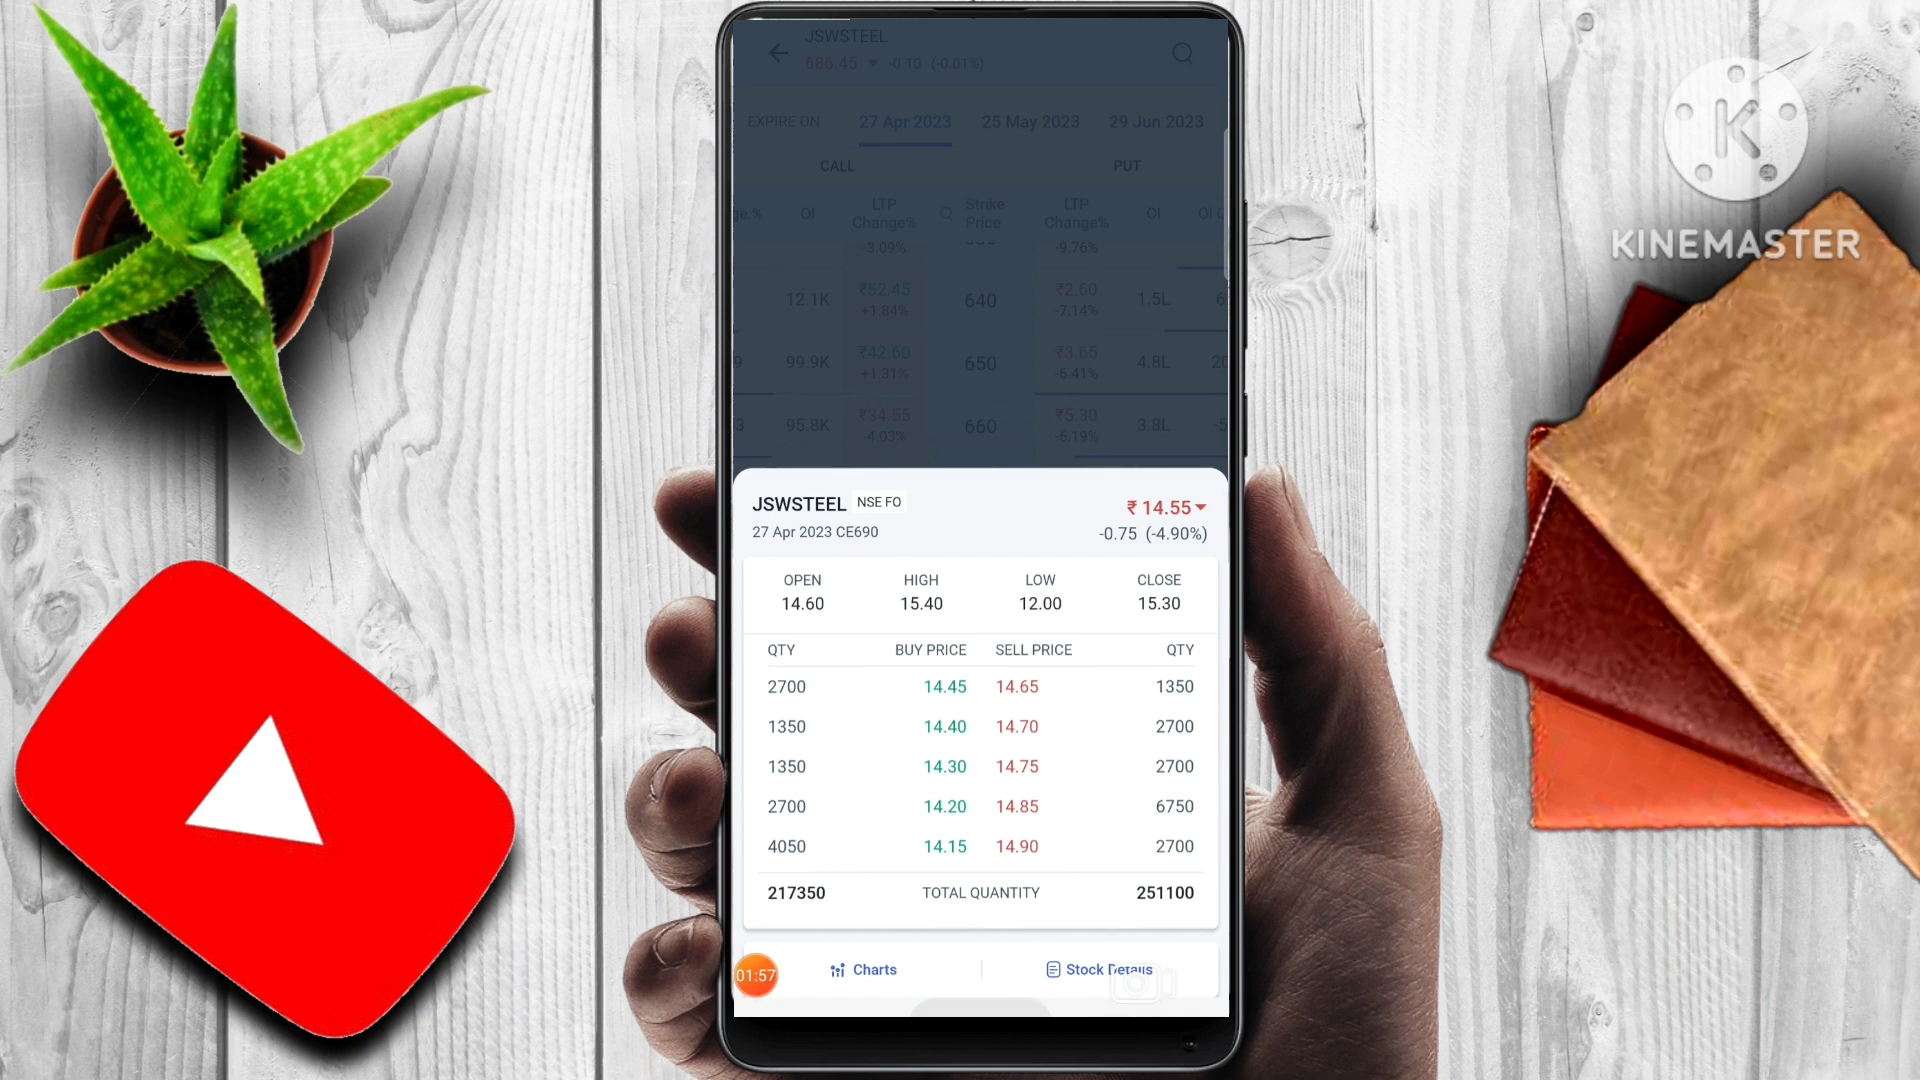 JSWSTEEL
686.45 -0.10 (-0.01%)
EXPIRE ON 27 Apr 2023 25 May 2023 29 Jun 2023
CALL PUT
OI LTP Change% Strike Price LTP Change% OI
-3.09% -9.76%
12.1K ₹52.45 +1.84% 640 ₹2.60 -7.14% 1.5L
99.9K ₹42.60 +1.31% 650 ₹3.65 -6.41% 4.8L
95.8K ₹34.55 -4.03% 660 ₹5.30 -6.19% 3.8L
JSWSTEEL NSE FO ₹ 14.55
27 Apr 2023 CE690 -0.75 (-4.90%)
OPEN HIGH LOW CLOSE
14.60 15.40 12.00 15.30
QTY BUY PRICE SELL PRICE QTY
2700 14.45 14.65 1350
1350 14.40 14.70 2700
1350 14.30 14.75 2700
2700 14.20 14.85 6750
4050 14.15 14.90 2700
217350 TOTAL QUANTITY 251100
01:57 Charts Stock Details
K
KINEMASTER